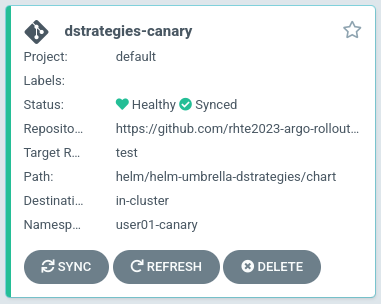 dstrategies-canary
Project: default
Labels:
Status: Healthy Synced
Reposito... https://github.com/rhte2023-argo-rollout...
Target R... test
Path: helm/helm-umbrella-dstrategies/chart
Destinati... in-cluster
Namesp... user01-canary
SYNC REFRESH DELETE